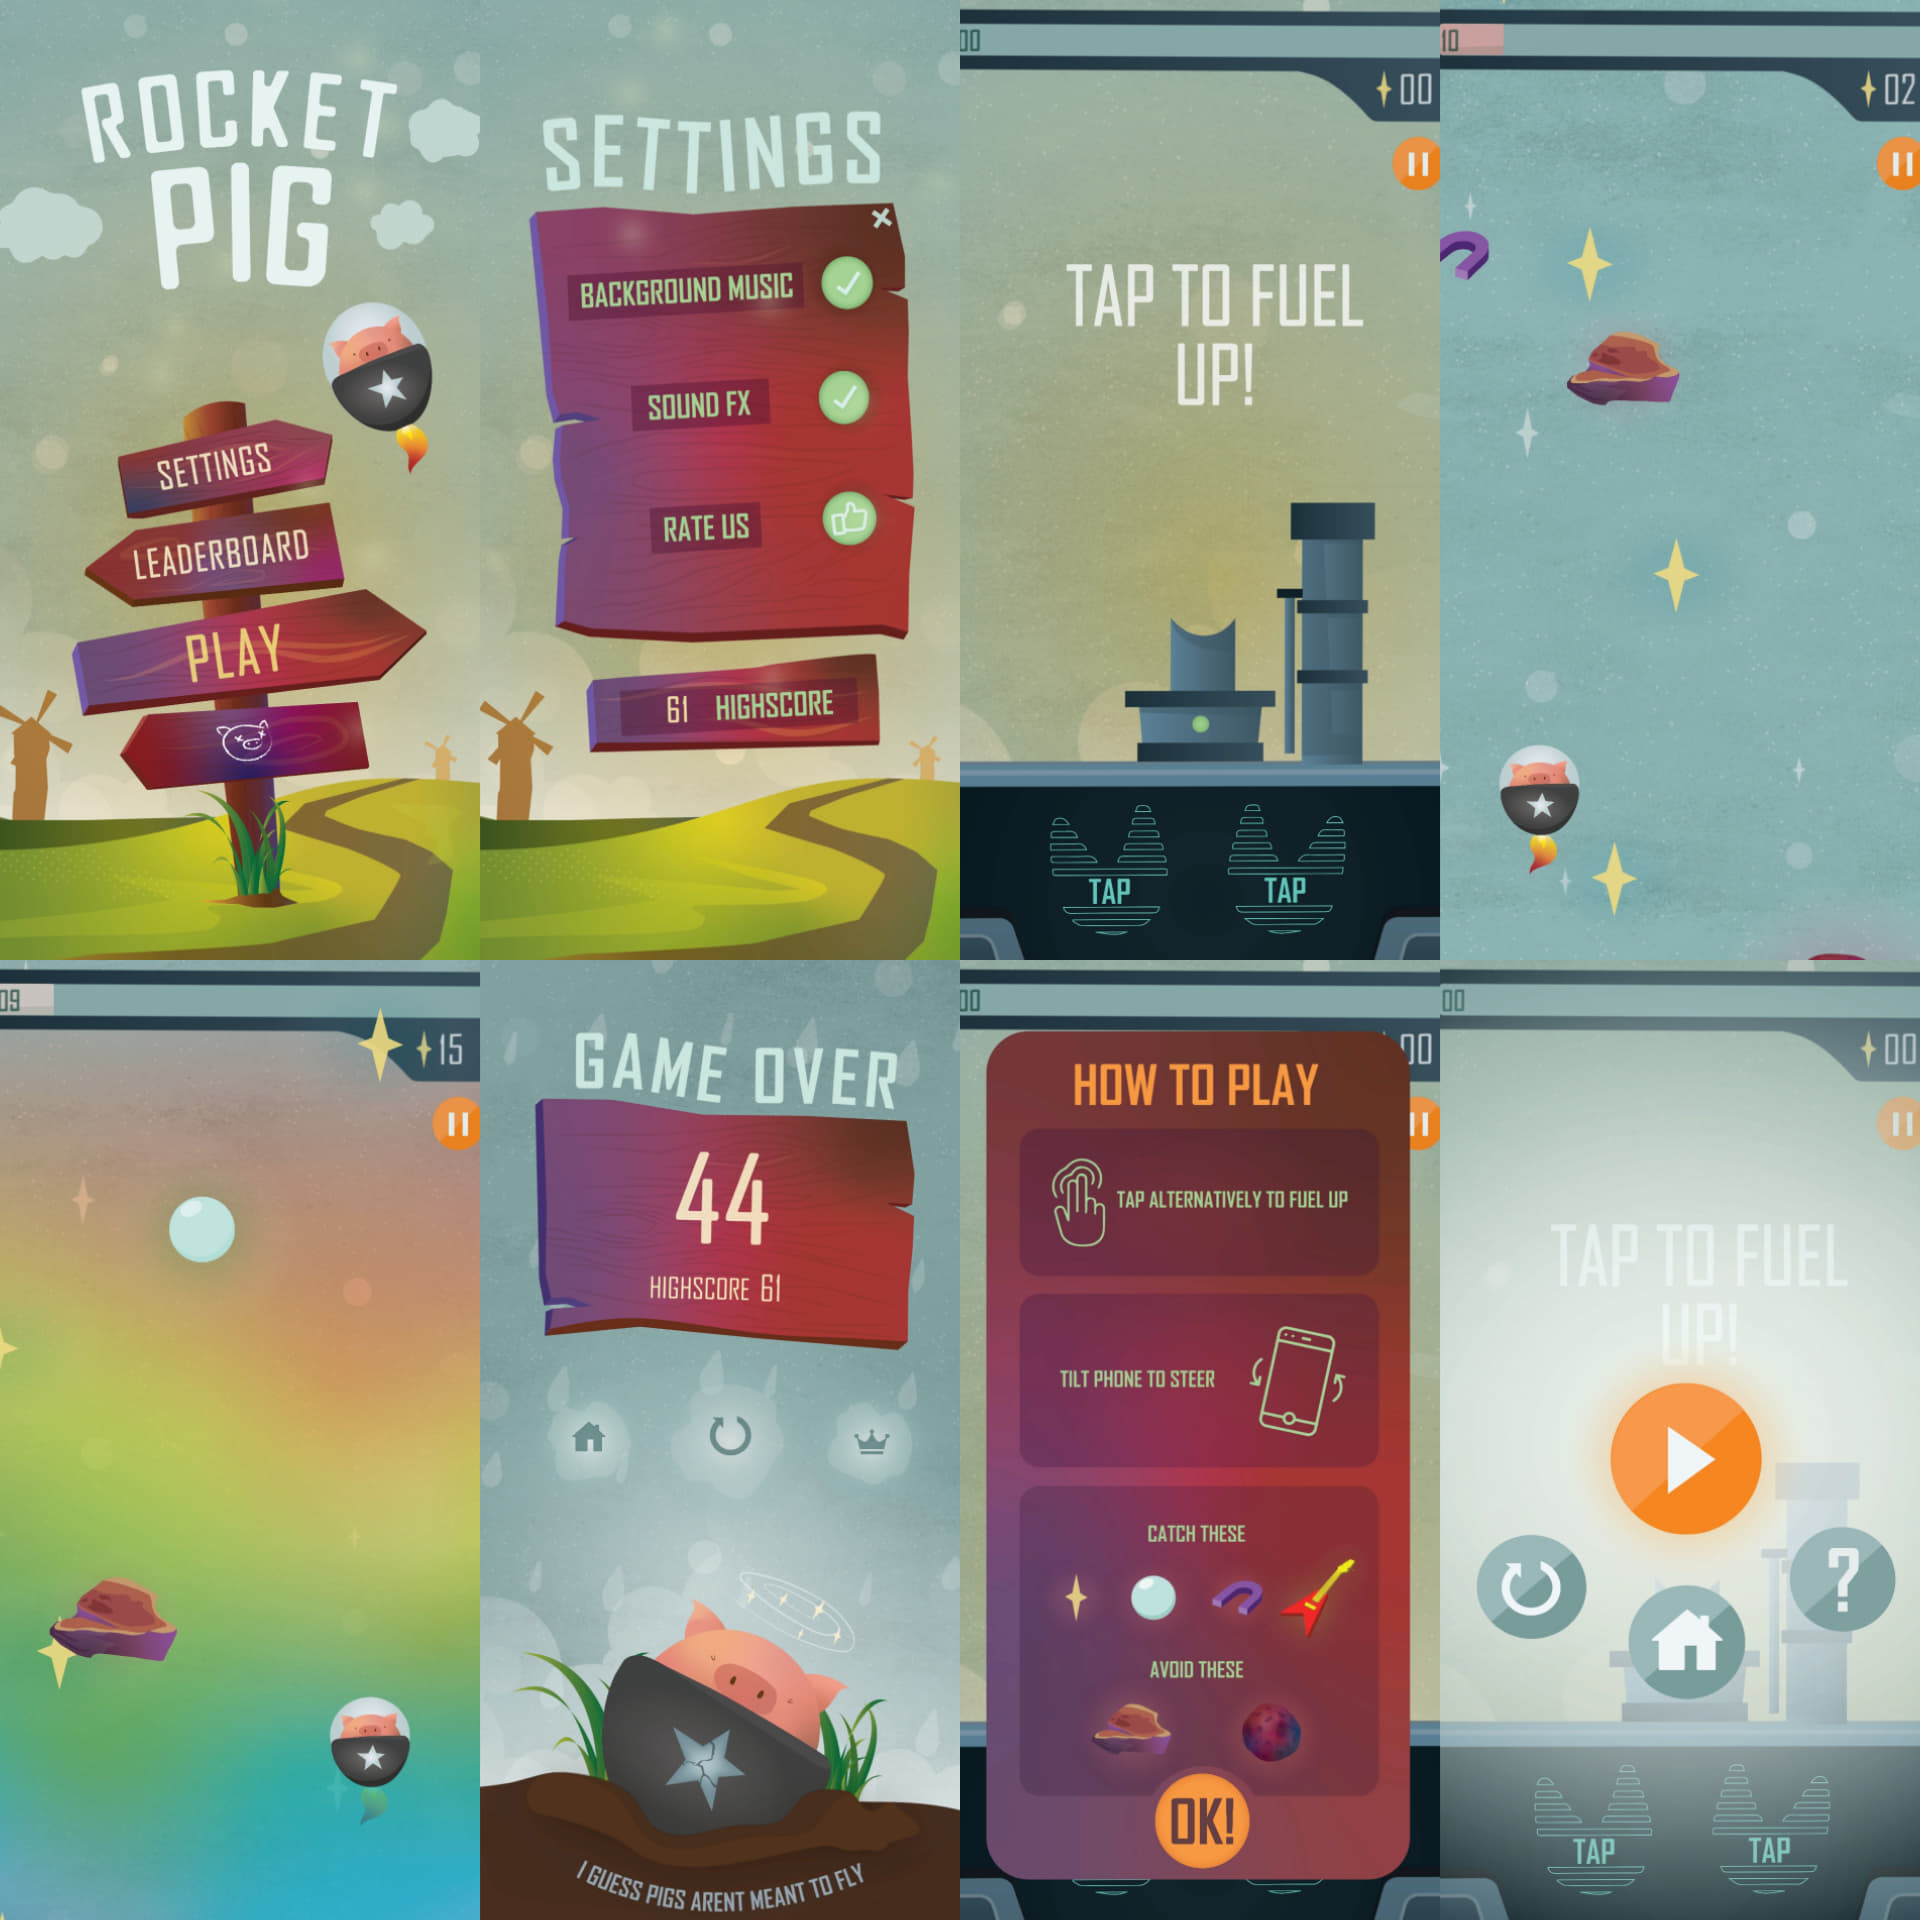 ROCKET
PIG
SETTINGS
LEADERBOARD
PLAY
SETTINGS
BACKGROUND MUSIC
SOUND FX
RATE US
61 HIGHSCORE
00
00
TAP TO FUEL
UP!
TAP TAP
10
02
09
15
GAME OVER
44
HIGHSCORE 61
I GUESS PIGS ARENT MEANT TO FLY
00
00
HOW TO PLAY
TAP ALTERNATIVELY TO FUEL UP
TILT PHONE TO STEER
CATCH THESE
AVOID THESE
OK!
00
00
TAP TO FUEL
UP!
?
TAP TAP